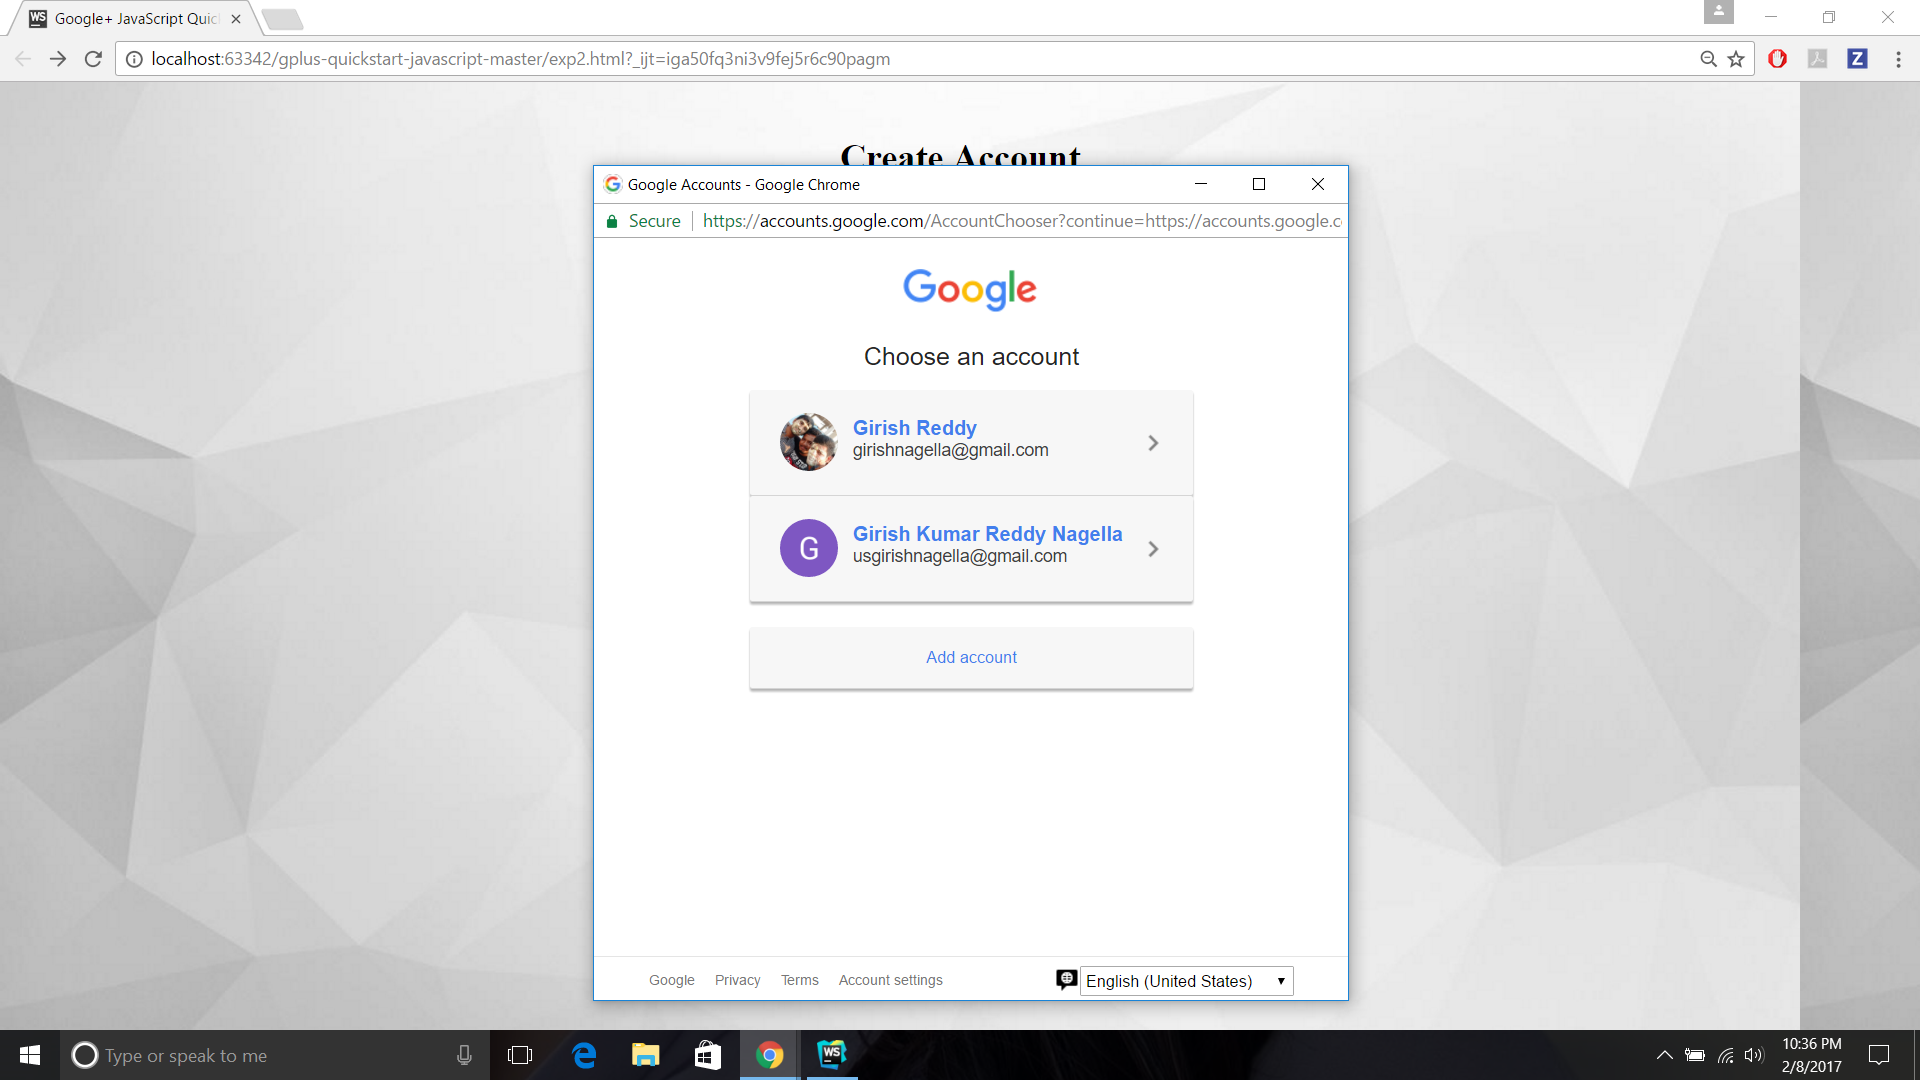 Google+ JavaScript Quic
localhost:63342/gplus-quickstart-javascript-master/exp2.html?_ijt=iga50fq3ni3v9fej5r6c90pagm
Create Account
Google Accounts - Google Chrome
Secure
https://accounts.google.com/AccountChooser?continue=https://accounts.google.c
Google
Choose an account
Girish Reddy
girishnagella@gmail.com
G
Girish Kumar Reddy Nagella
usgirishnagella@gmail.com
Add account
Google Privacy Terms Account settings
English (United States)
Type or speak to me
10:36 PM
2/8/2017